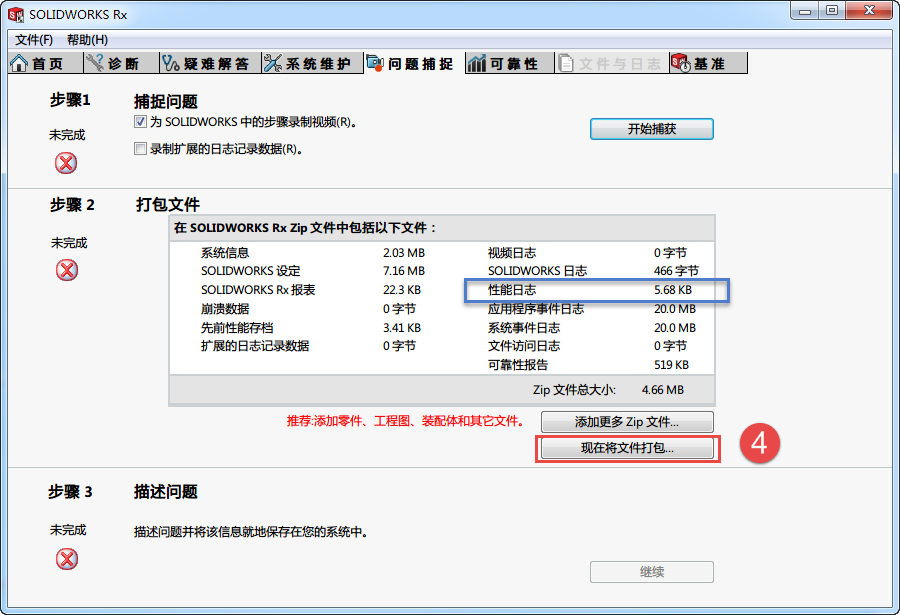 SOLIDWORKS Rx
文件(F) 帮助(H)
首页 诊断 疑难解答 系统维护 问题捕捉 可靠性 文件与日志 基准
步骤1 捕捉问题
为 SOLIDWORKS 中的步骤录制视频(R)。
未完成 开始捕获
录制扩展的日志记录数据(R)。
步骤 2 打包文件
在 SOLIDWORKS Rx Zip 文件中包括以下文件：
未完成
系统信息 2.03 MB 视频日志 0 字节
SOLIDWORKS 设定 7.16 MB SOLIDWORKS 日志 466 字节
SOLIDWORKS Rx 报表 22.3 KB 性能日志 5.68 KB
崩溃数据 0 字节 应用程序事件日志 20.0 MB
先前性能存档 3.41 KB 系统事件日志 20.0 MB
扩展的日志记录数据 0 字节 文件访问日志 0 字节
可靠性报告 519 KB
Zip 文件总大小: 4.66 MB
推荐:添加零件、工程图、装配体和其它文件。 添加更多 Zip 文件...
现在将文件打包... 4
步骤 3 描述问题
未完成 描述问题并将该信息就地保存在您的系统中。
继续